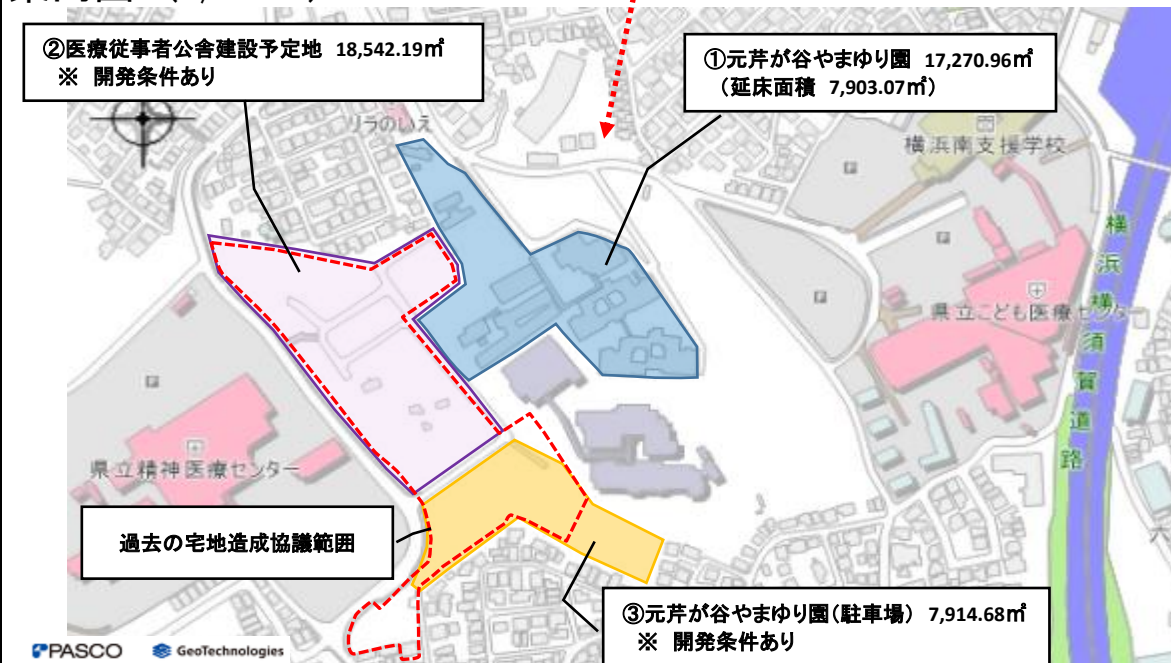 ②医療従事者公舎建設予定地 18,542.19㎡
※ 開発条件あり
①元芹が谷やまゆり園 17,270.96㎡
(延床面積 7,903.07㎡)
リラのいえ
横浜南支援学校
P
P
P
県立こども医療センター
横浜横須賀道路
P
県立精神医療センター
過去の宅地造成協議範囲
③元芹が谷やまゆり園(駐車場) 7,914.68㎡
※ 開発条件あり
PASCO
GeoTechnologies